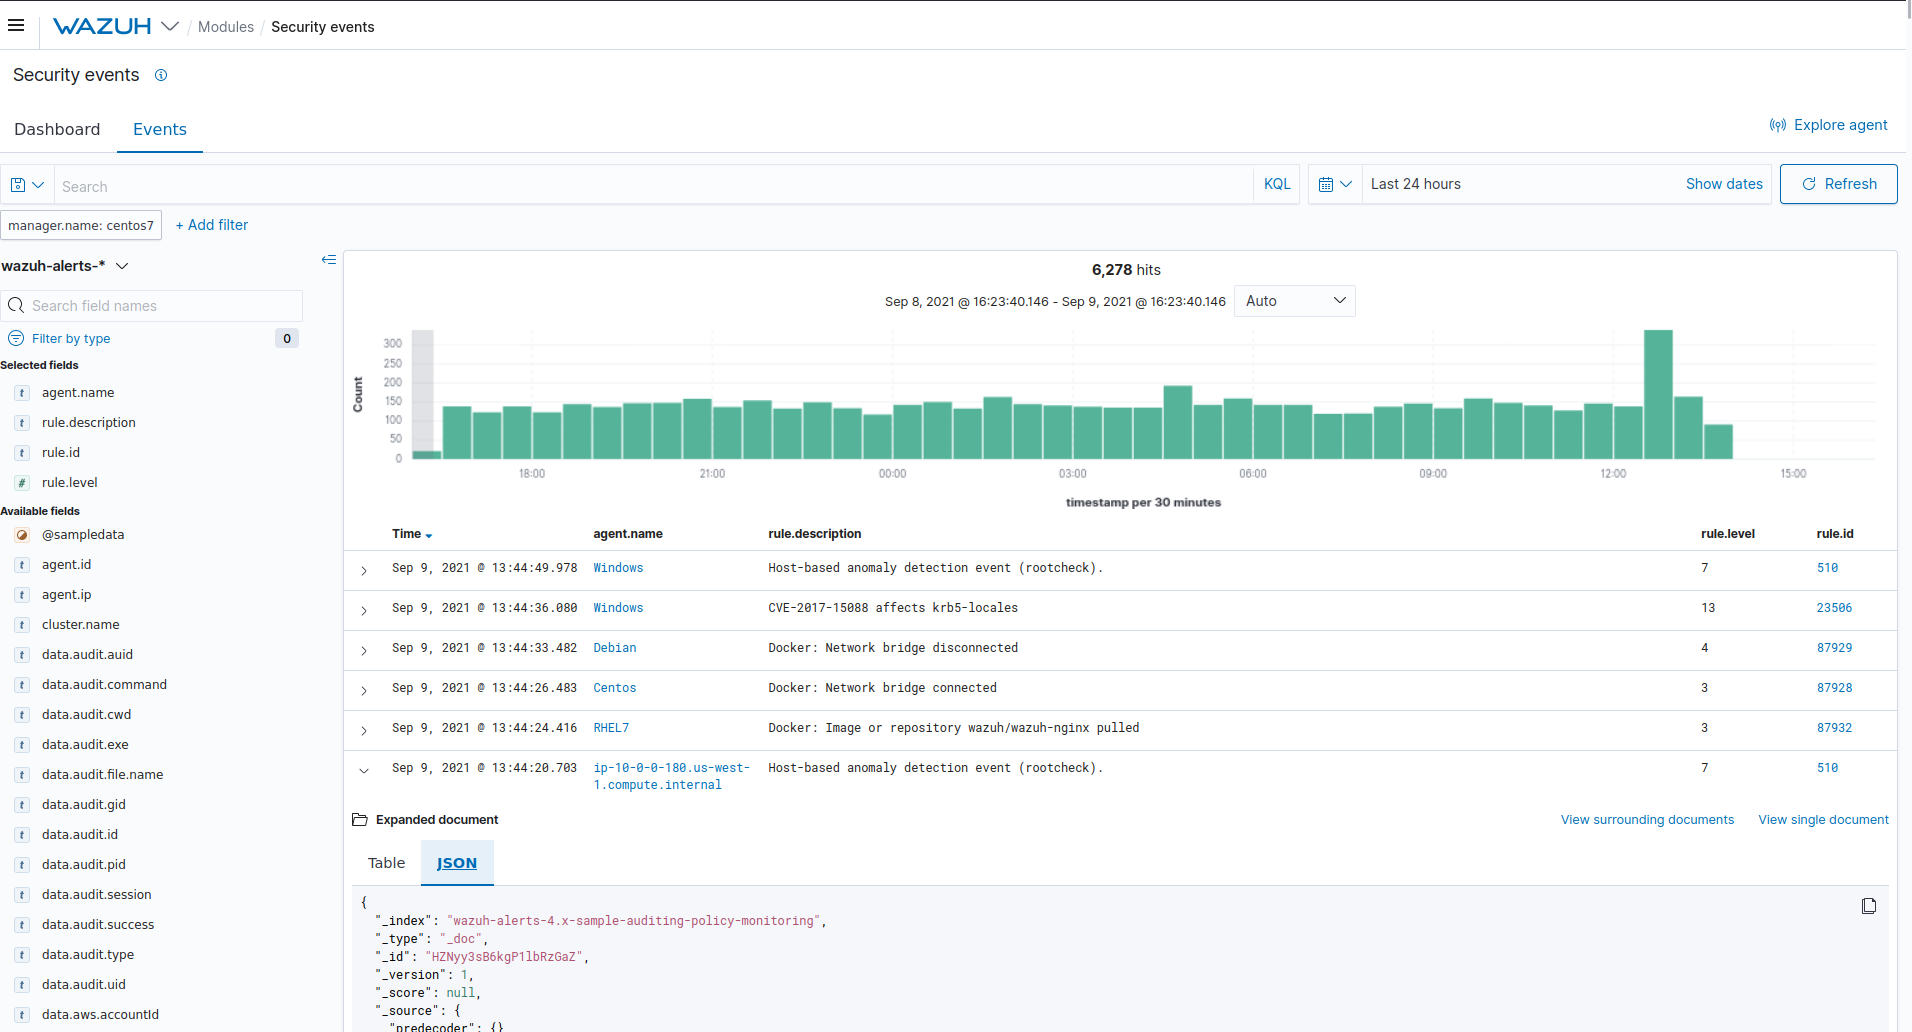 WAZUH / Modules / Security events
Security events
Dashboard Events
Explore agent
Search KQL Last 24 hours Show dates Refresh
manager.name: centos7 + Add filter
wazuh-alerts-*
Search field names
Filter by type 0
Selected fields
t agent.name
t rule.description
t rule.id
# rule.level
Available fields
@sampledata
t agent.id
t agent.ip
t cluster.name
t data.audit.auid
t data.audit.command
t data.audit.cwd
t data.audit.exe
t data.audit.file.name
t data.audit.gid
t data.audit.id
t data.audit.pid
t data.audit.session
t data.audit.success
t data.audit.type
t data.audit.uid
t data.aws.accountId
6,278 hits
Sep 8, 2021 @ 16:23:40.146 - Sep 9, 2021 @ 16:23:40.146 Auto
Count
300
250
200
150
100
50
0
18:00 21:00 00:00 03:00 06:00 09:00 12:00 15:00
timestamp per 30 minutes
Time agent.name rule.description rule.level rule.id
Sep 9, 2021 @ 13:44:49.978 Windows Host-based anomaly detection event (rootcheck). 7 510
Sep 9, 2021 @ 13:44:36.080 Windows CVE-2017-15088 affects krb5-locales 13 23506
Sep 9, 2021 @ 13:44:33.482 Debian Docker: Network bridge disconnected 4 87929
Sep 9, 2021 @ 13:44:26.483 Centos Docker: Network bridge connected 3 87928
Sep 9, 2021 @ 13:44:24.416 RHEL7 Docker: Image or repository wazuh/wazuh-nginx pulled 3 87932
Sep 9, 2021 @ 13:44:20.703 ip-10-0-0-180.us-west- Host-based anomaly detection event (rootcheck). 7 510
1.compute.internal
Expanded document View surrounding documents View single document
Table JSON
{
"_index": "wazuh-alerts-4.x-sample-auditing-policy-monitoring",
"_type": "_doc",
"_id": "HZNyy3sB6kgP1lbRzGaZ",
"_version": 1,
"_score": null,
"_source": {
"predecoder": {}